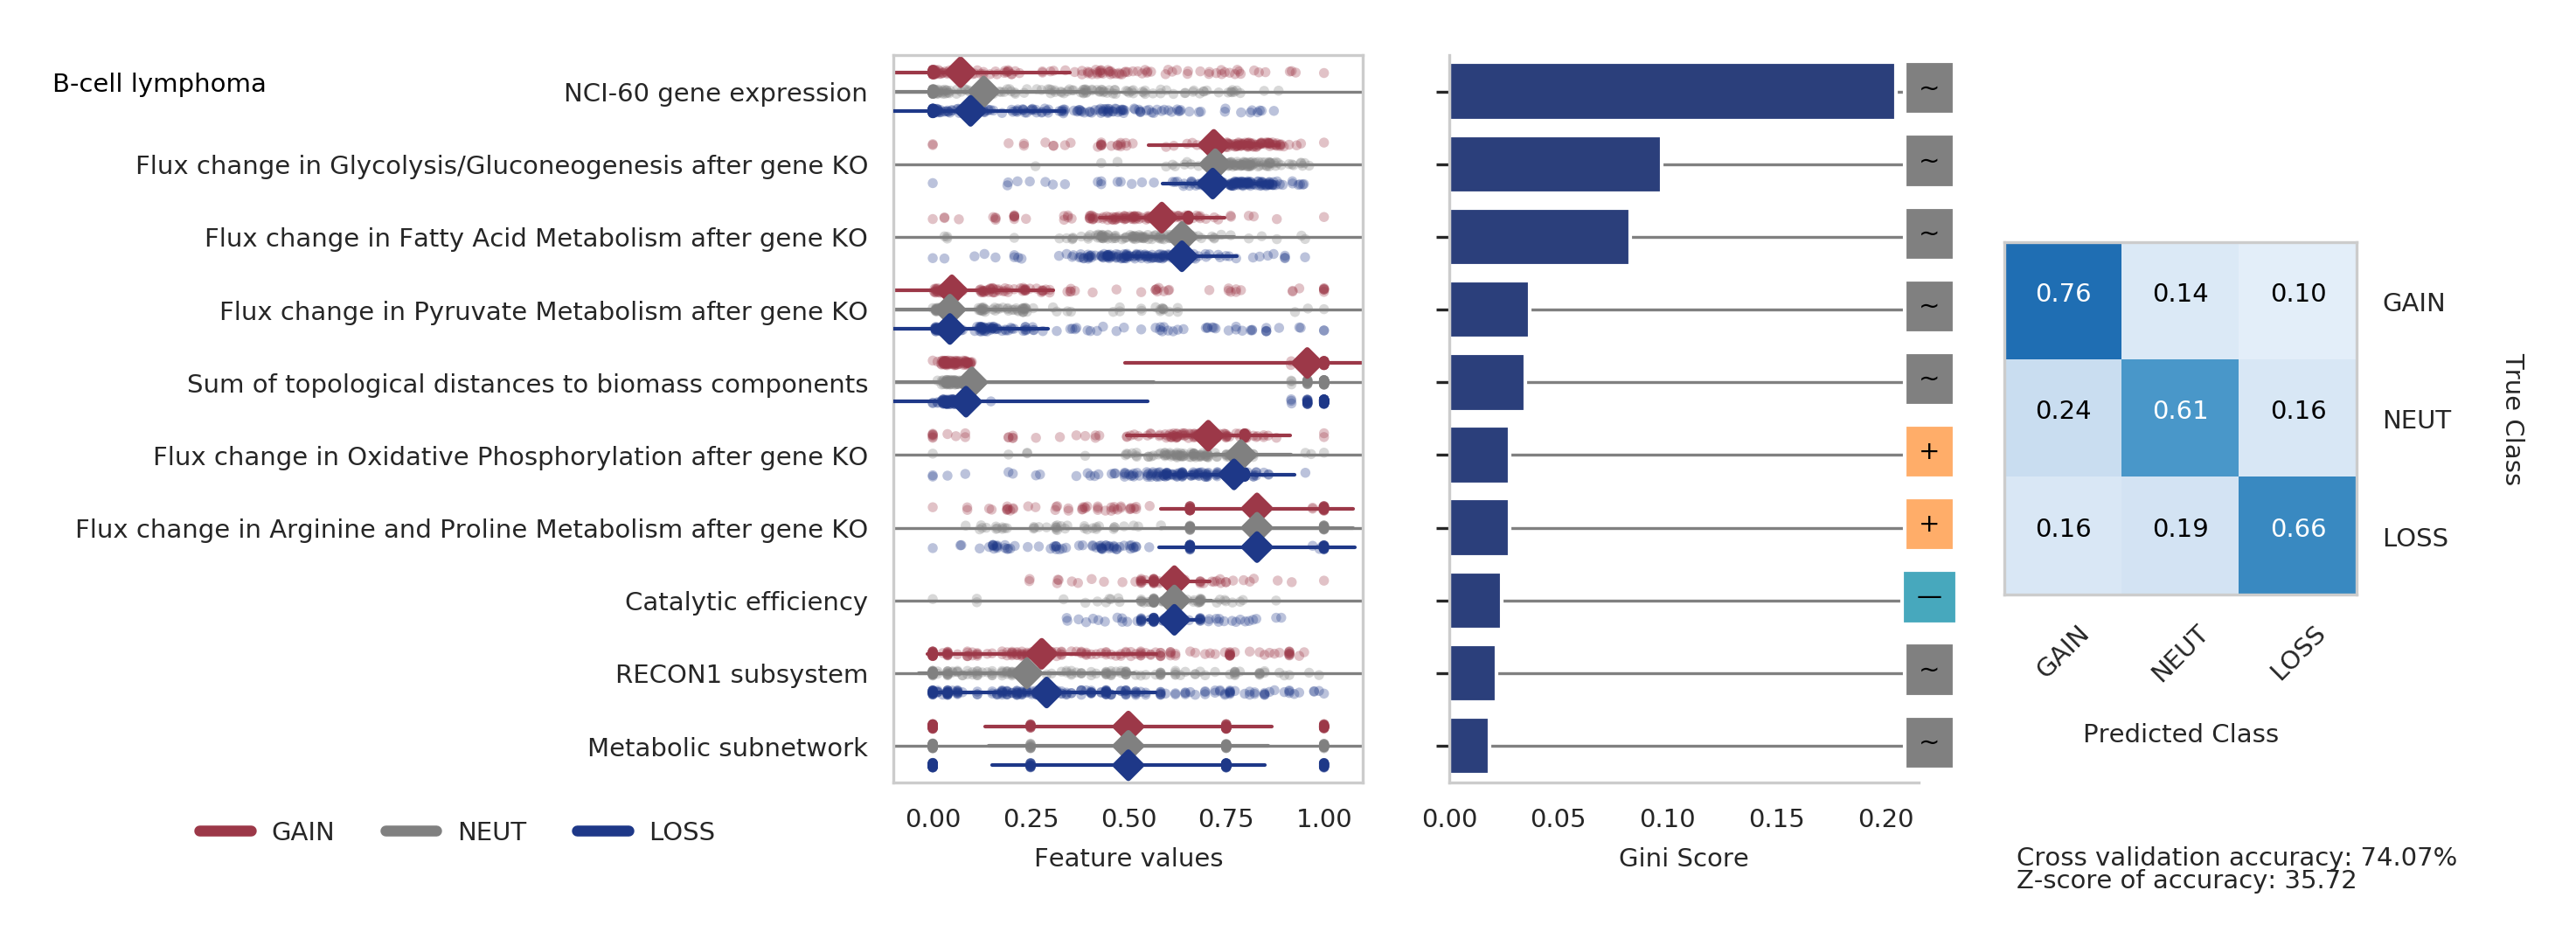 B-cell lymphoma
NCI-60 gene expression
Flux change in Glycolysis/Gluconeogenesis after gene KO
Flux change in Fatty Acid Metabolism after gene KO
Flux change in Pyruvate Metabolism after gene KO
Sum of topological distances to biomass components
Flux change in Oxidative Phosphorylation after gene KO
Flux change in Arginine and Proline Metabolism after gene KO
Catalytic efficiency
RECON1 subsystem
Metabolic subnetwork
GAIN NEUT LOSS
0.00 0.25 0.50 0.75 1.00
Feature values
~
~
~
~
~
+
+
—
~
~
0.00 0.05 0.10 0.15 0.20
Gini Score
0.76 0.14 0.10 GAIN
0.24 0.61 0.16 NEUT
0.16 0.19 0.66 LOSS
True Class
GAIN NEUT LOSS
Predicted Class
Cross validation accuracy: 74.07%
Z-score of accuracy: 35.72